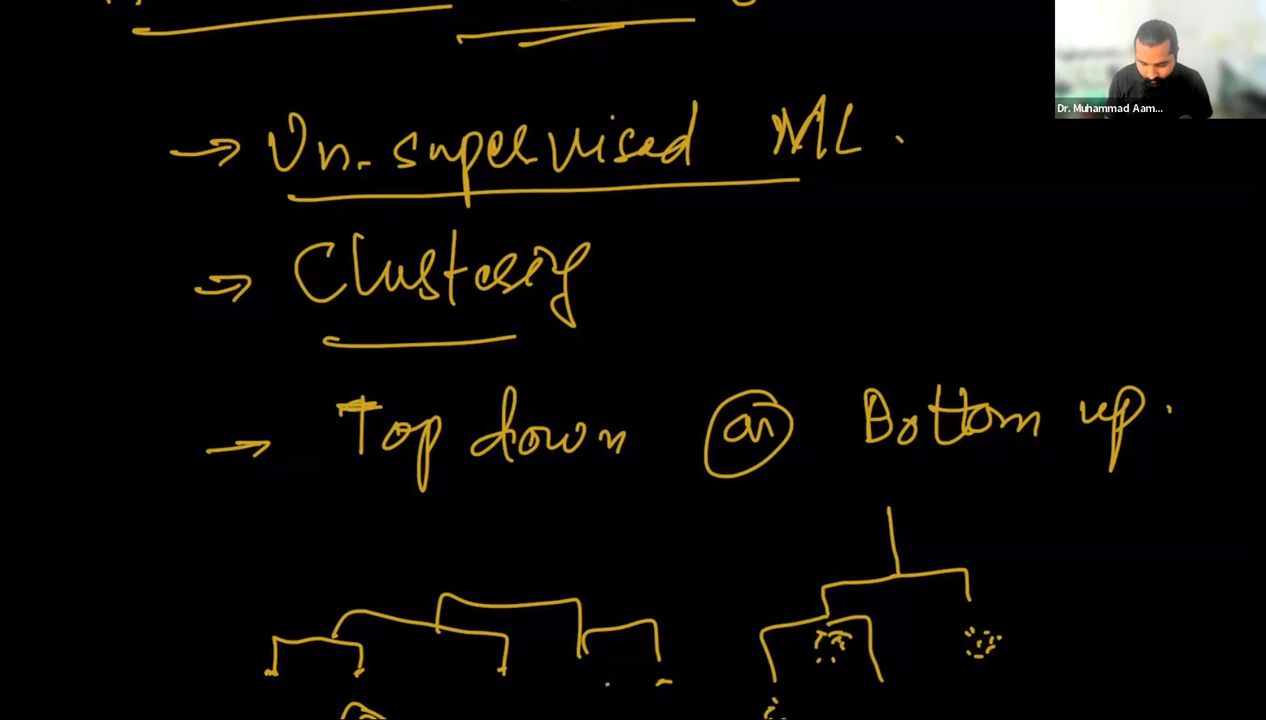 Dr. Muhammad Aam...
→ Un-supervised ML.
→ Clustering
→ Top down or Bottom up.